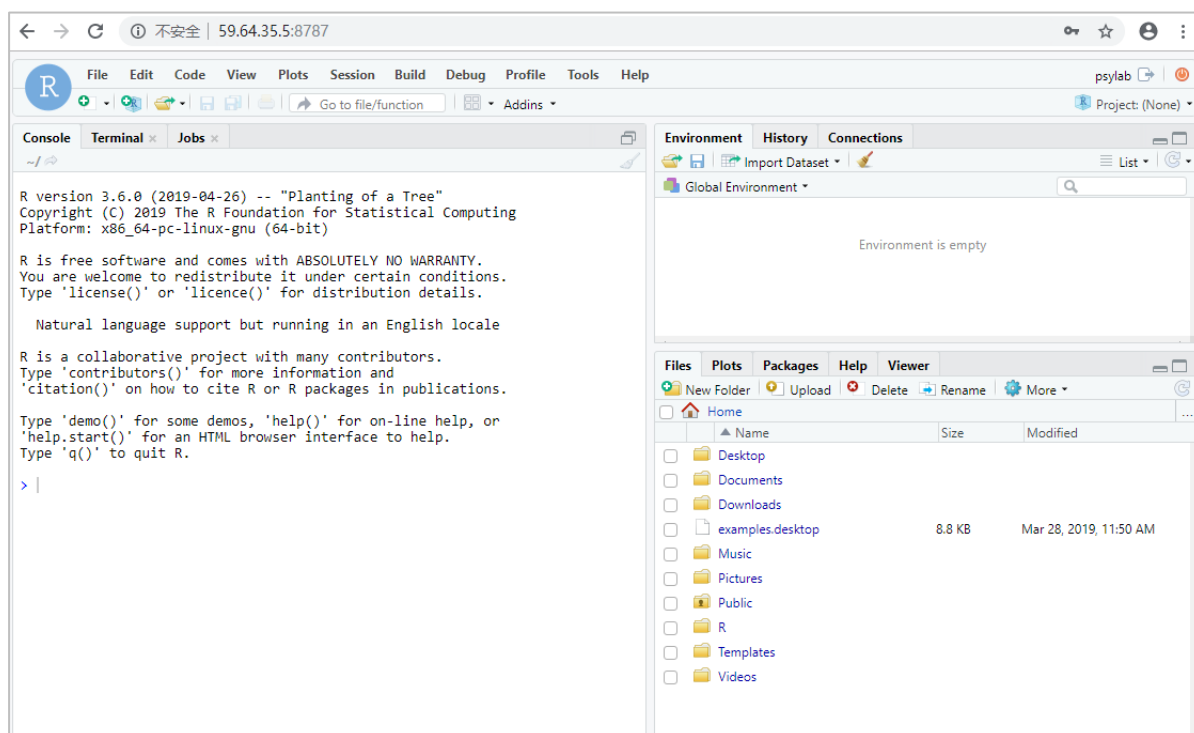 不安全 | 59.64.35.5:8787
R
File Edit Code View Plots Session Build Debug Profile Tools Help
psylab
R
Go to file/function
Addins
R Project: (None)
Console Terminal Jobs
~/
R version 3.6.0 (2019-04-26) -- "Planting of a Tree"
Copyright (C) 2019 The R Foundation for Statistical Computing
Platform: x86_64-pc-linux-gnu (64-bit)
R is free software and comes with ABSOLUTELY NO WARRANTY.
You are welcome to redistribute it under certain conditions.
Type 'license()' or 'licence()' for distribution details.
Natural language support but running in an English locale
R is a collaborative project with many contributors.
Type 'contributors()' for more information and
'citation()' on how to cite R or R packages in publications.
Type 'demo()' for some demos, 'help()' for on-line help, or
'help.start()' for an HTML browser interface to help.
Type 'q()' to quit R.
>
Environment History Connections
Import Dataset
List
Global Environment
Environment is empty
Files Plots Packages Help Viewer
New Folder Upload Delete Rename More
Home
...
Name Size Modified
Desktop
Documents
Downloads
examples.desktop 8.8 KB Mar 28, 2019, 11:50 AM
Music
Pictures
Public
R
Templates
Videos